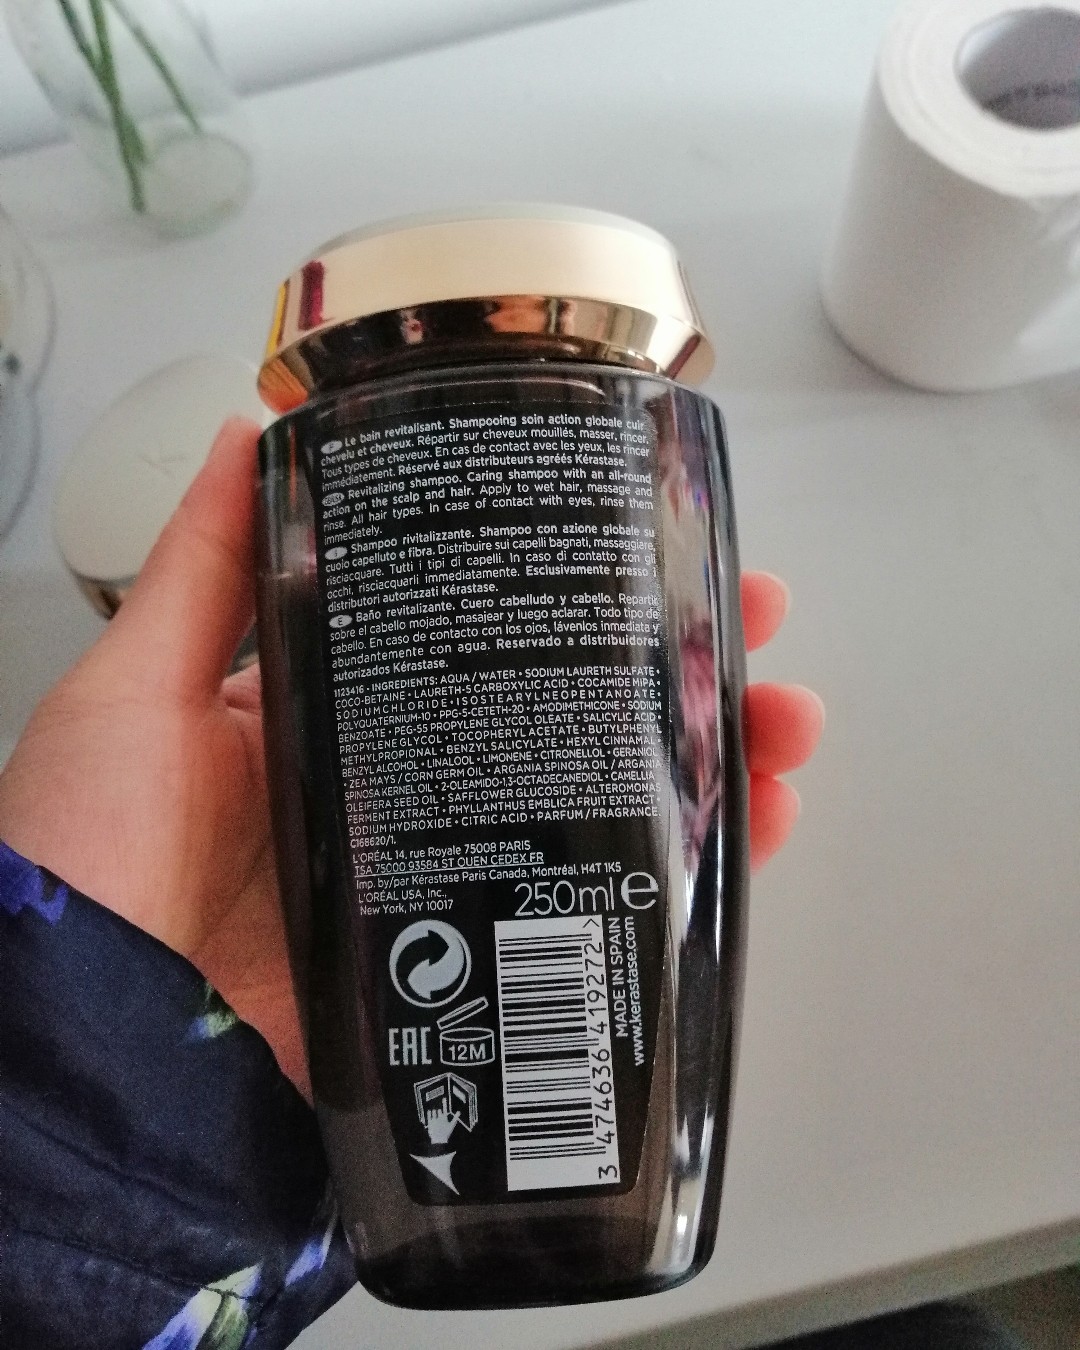 F Le bain revitalisant. Shampooing soin action globale cuir
chevelu et cheveux. Répartir sur cheveux mouillés, masser, rincer.
Tous types de cheveux. En cas de contact avec les yeux, les rincer
immédiatement. Réservé aux distributeurs agréés Kérastase.
Revitalizing shampoo. Caring shampoo with an all-round
action on the scalp and hair. Apply to wet hair, massage and
rinse. All hair types. In case of contact with eyes, rinse them
immediately.
I Shampoo rivitalizzante. Shampoo con azione globale su
cuoio capelluto e fibra. Distribuire sui capelli bagnati, massaggiare,
risciacquare. Tutti i tipi di capelli. In caso di contatto con gli
occhi, risciacquarli immediatamente. Esclusivamente presso i
distributori autorizzati Kérastase.
E Baño revitalizante. Cuero cabelludo y cabello. Repartir
sobre el cabello mojado, masajear y luego aclarar. Todo tipo de
cabello. En caso de contacto con los ojos, lávenlos inmediata y
abundantemente con agua. Reservado a distribuidores
autorizados Kérastase.
1123416 • INGREDIENTS: AQUA / WATER • SODIUM LAURETH SULFATE •
COCO-BETAINE • LAURETH-5 CARBOXYLIC ACID • COCAMIDE MIPA •
SODIUM CHLORIDE • ISOSTEARYL NEOPENTANOATE •
POLYQUATERNIUM-10 • PPG-5-CETETH-20 • AMODIMETHICONE • SODIUM
BENZOATE • PEG-55 PROPYLENE GLYCOL OLEATE • SALICYLIC ACID •
PROPYLENE GLYCOL • TOCOPHERYL ACETATE • BUTYLPHENYL
METHYLPROPIONAL • BENZYL SALICYLATE • HEXYL CINNAMAL •
BENZYL ALCOHOL • LINALOOL • LIMONENE • CITRONELLOL • GERANIOL
• ZEA MAYS / CORN GERM OIL • ARGANIA SPINOSA OIL / ARGANIA
SPINOSA KERNEL OIL • 2-OLEAMIDO-1,3-OCTADECANEDIOL • CAMELLIA
OLEIFERA SEED OIL • SAFFLOWER GLUCOSIDE • ALTEROMONAS
FERMENT EXTRACT • PHYLLANTHUS EMBLICA FRUIT EXTRACT •
SODIUM HYDROXIDE • CITRIC ACID • PARFUM / FRAGRANCE.
C168620/1.
L'ORÉAL 14, rue Royale 75008 PARIS
TSA 75000 93584 ST OUEN CEDEX FR
Imp. by/par Kérastase Paris Canada, Montréal, H4T 1K5
L'ORÉAL USA, Inc.,
New York, NY 10017
250ml e
EAC
12M
3 474636 419272 >
MADE IN SPAIN
www.kerastase.com